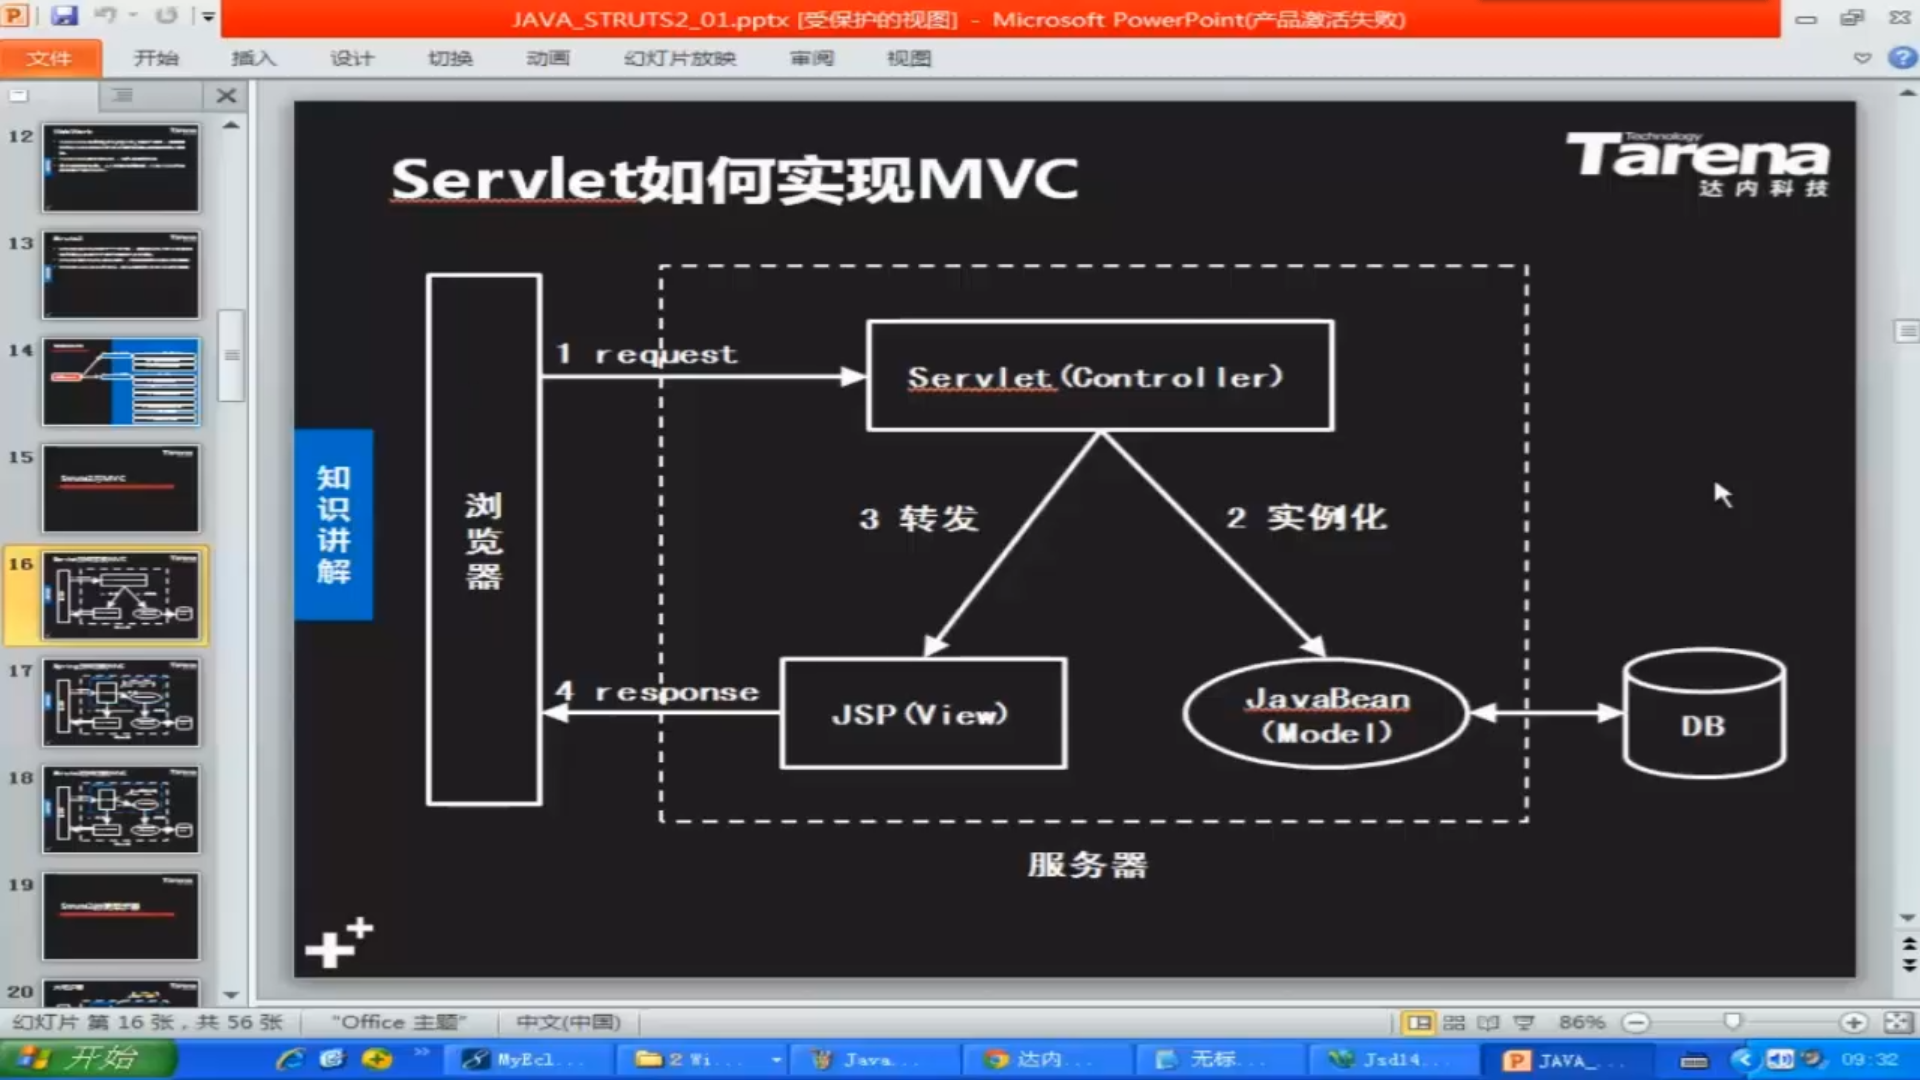 JAVA_STRUTS2_01.pptx [受保护的视图] - Microsoft PowerPoint(产品激活失败)
文件 开始 插入 设计 切换 动画 幻灯片放映 审阅 视图
12
13
14
15
16
17
18
19
20
Servlet如何实现MVC
Technology
Tarena
达内科技
知识讲解
浏览器
1 request
Servlet(Controller)
3 转发
2 实例化
4 response
JSP(View)
JavaBean
(Model)
DB
服务器
幻灯片 第 16 张,共 56 张 "Office 主题" 中文(中国) 86%
开始 MyEcl... 2 Wi... Java... 达内... 无标... Jsd14... JAVA_... 09:32